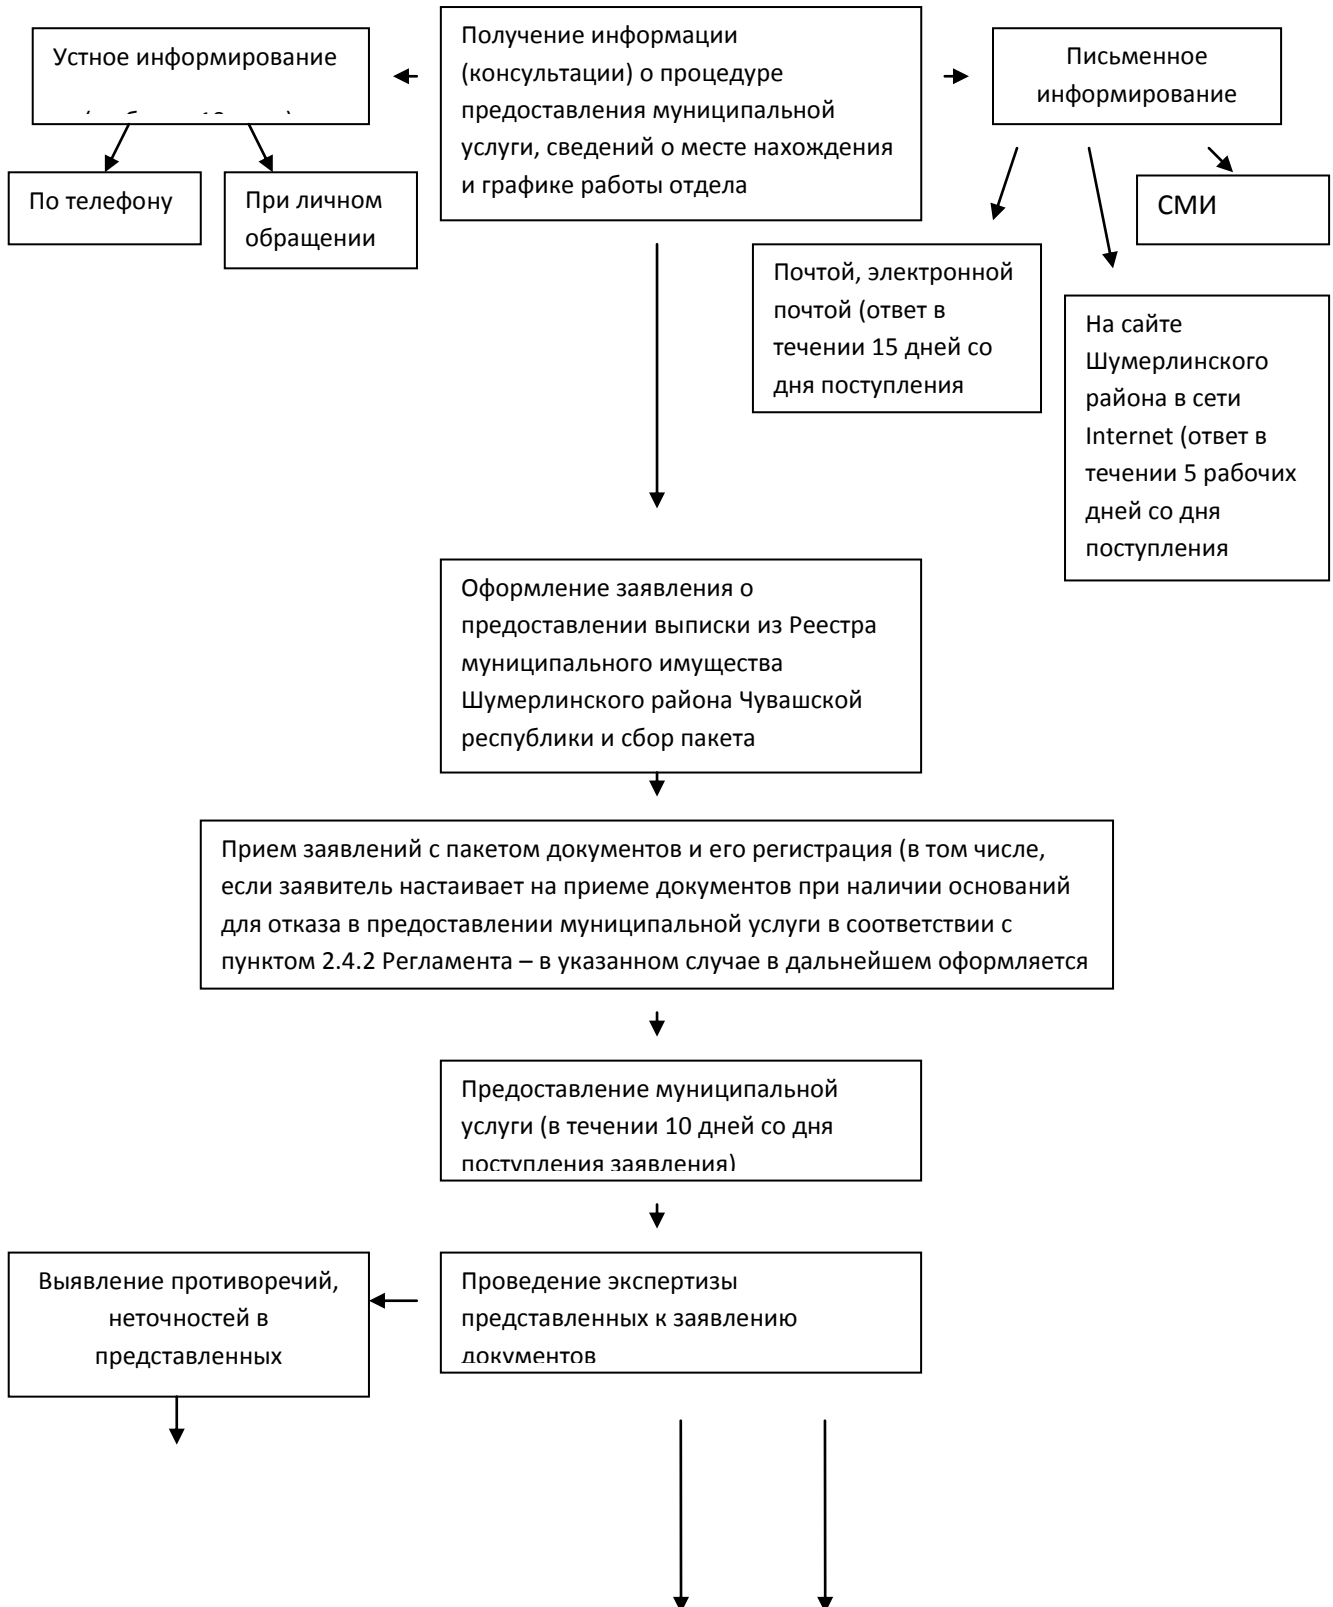 Устное информирование
Получение информации
(консультации) о процедуре
предоставления муниципальной
услуги, сведений о месте нахождения
и графике работы отдела
Письменное
информирование
По телефону
При личном
обращении
СМИ
Почтой, электронной
почтой (ответ в
течении 15 дней со
дня поступления
На сайте
Шумерлинского
района в сети
Internet (ответ в
течении 5 рабочих
дней со дня
поступления
Оформление заявления о
предоставлении выписки из Реестра
муниципального имущества
Шумерлинского района Чувашской
республики и сбор пакета
Прием заявлений с пакетом документов и его регистрация (в том числе,
если заявитель настаивает на приеме документов при наличии оснований
для отказа в предоставлении муниципальной услуги в соответствии с
пунктом 2.4.2 Регламента – в указанном случае в дальнейшем оформляется
Предоставление муниципальной
услуги (в течении 10 дней со дня
поступления заявления)
Выявление противоречий,
неточностей в
представленных
Проведение экспертизы
представленных к заявлению
документов